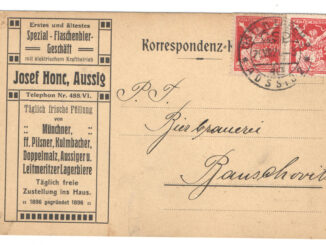 Erstes und ältestes
Spezial-Flaschenbier-
Geschäft
mit elektrischem Kraftbetrieb
Josef Honc, Aussig
Telephon Nr. 488/VI.
Täglich frische Füllung
von
Münchner,
ff. Pilsner, Kulmbacher,
Doppelmalz, Aussiger u.
Leitmeritzer Lagerbiere
Täglich freie
Zustellung ins Haus.
1896 gegründet 1896
Korrespondenz-K
AUSSIG
P. T.
Bierbrauerei
Bauschovit